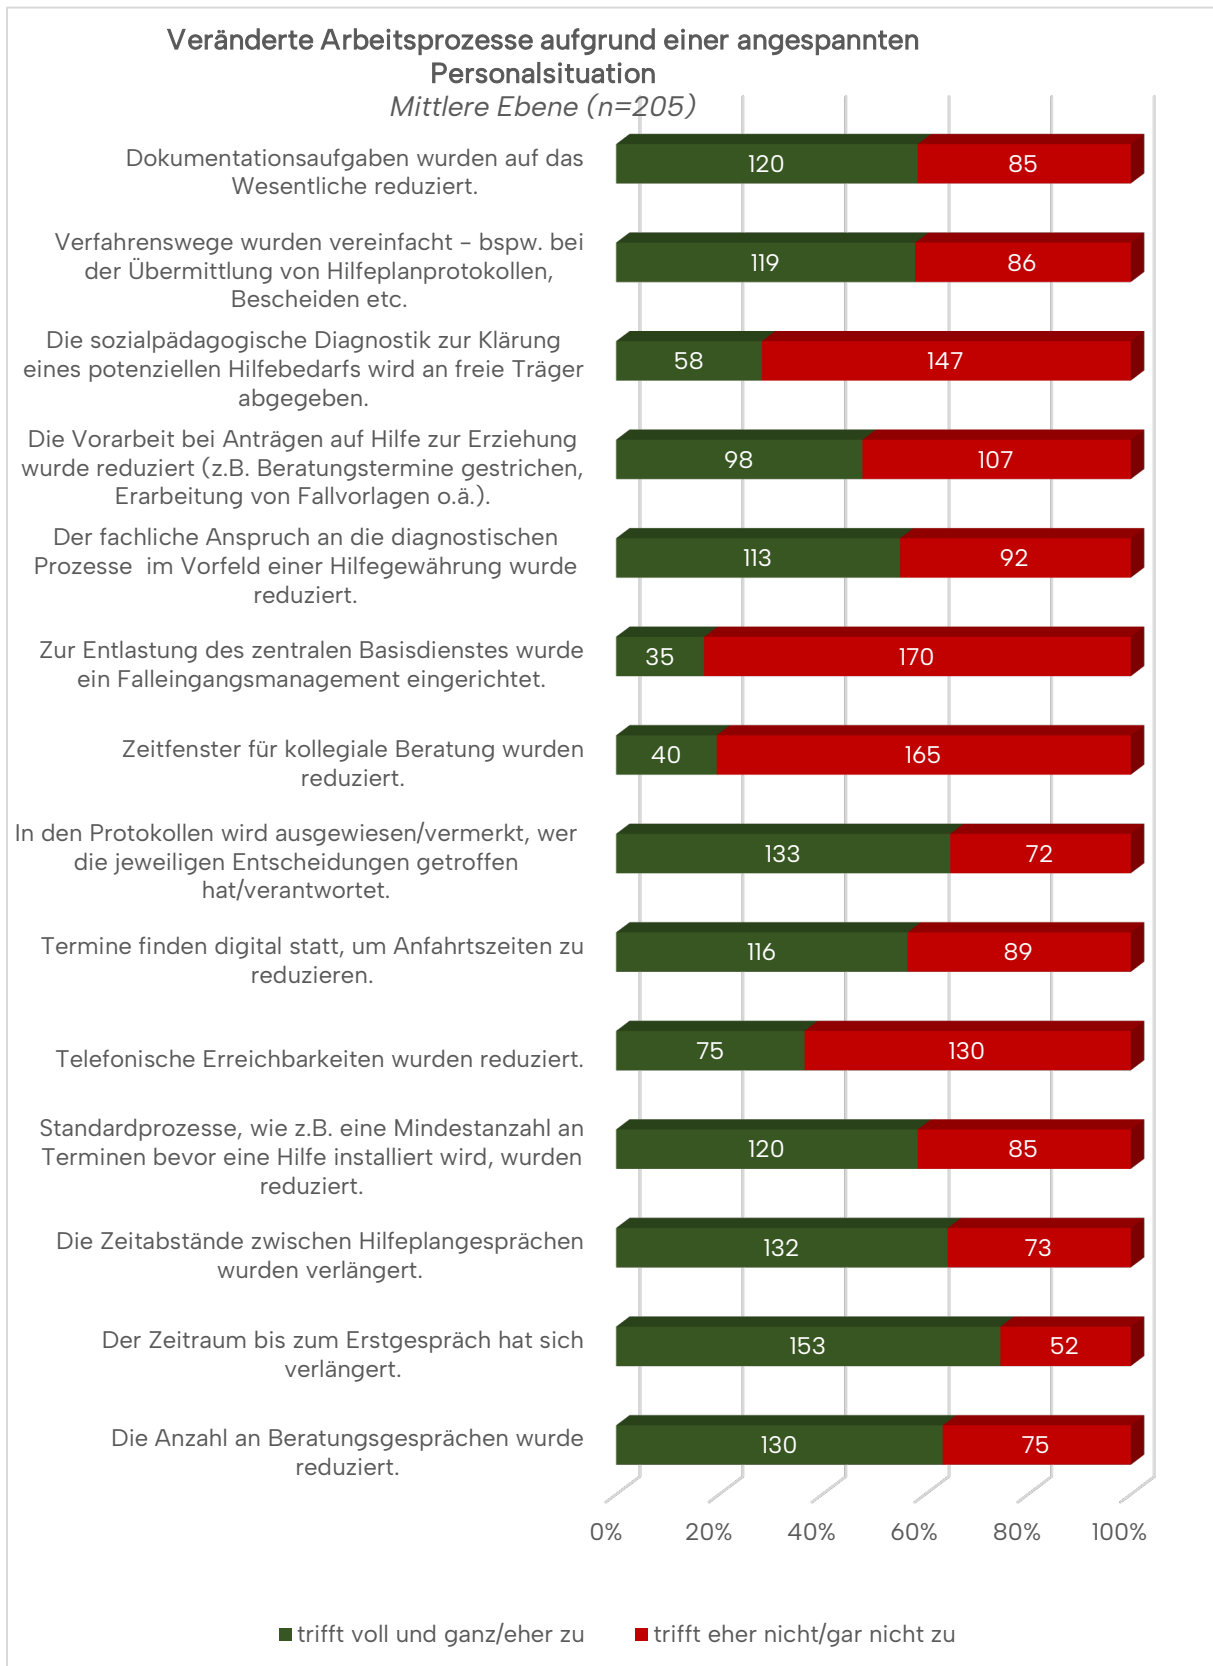 Veränderte Arbeitsprozesse aufgrund einer angespannten
Personalsituation
Mittlere Ebene (n=205)
Dokumentationsaufgaben wurden auf das
Wesentliche reduziert.
120 85
Verfahrenswege wurden vereinfacht - bspw. bei
der Übermittlung von Hilfeplanprotokollen,
Bescheiden etc.
119 86
Die sozialpädagogische Diagnostik zur Klärung
eines potenziellen Hilfebedarfs wird an freie Träger
abgegeben.
58 147
Die Vorarbeit bei Anträgen auf Hilfe zur Erziehung
wurde reduziert (z.B. Beratungstermine gestrichen,
Erarbeitung von Fallvorlagen o.ä.).
98 107
Der fachliche Anspruch an die diagnostischen
Prozesse im Vorfeld einer Hilfegewährung wurde
reduziert.
113 92
Zur Entlastung des zentralen Basisdienstes wurde
ein Falleingangsmanagement eingerichtet.
35 170
Zeitfenster für kollegiale Beratung wurden
reduziert.
40 165
In den Protokollen wird ausgewiesen/vermerkt, wer
die jeweiligen Entscheidungen getroffen
hat/verantwortet.
133 72
Termine finden digital statt, um Anfahrtszeiten zu
reduzieren.
116 89
Telefonische Erreichbarkeiten wurden reduziert.
75 130
Standardprozesse, wie z.B. eine Mindestanzahl an
Terminen bevor eine Hilfe installiert wird, wurden
reduziert.
120 85
Die Zeitabstände zwischen Hilfeplangesprächen
wurden verlängert.
132 73
Der Zeitraum bis zum Erstgespräch hat sich
verlängert.
153 52
Die Anzahl an Beratungsgesprächen wurde
reduziert.
130 75
0% 20% 40% 60% 80% 100%
trifft voll und ganz/eher zu trifft eher nicht/gar nicht zu